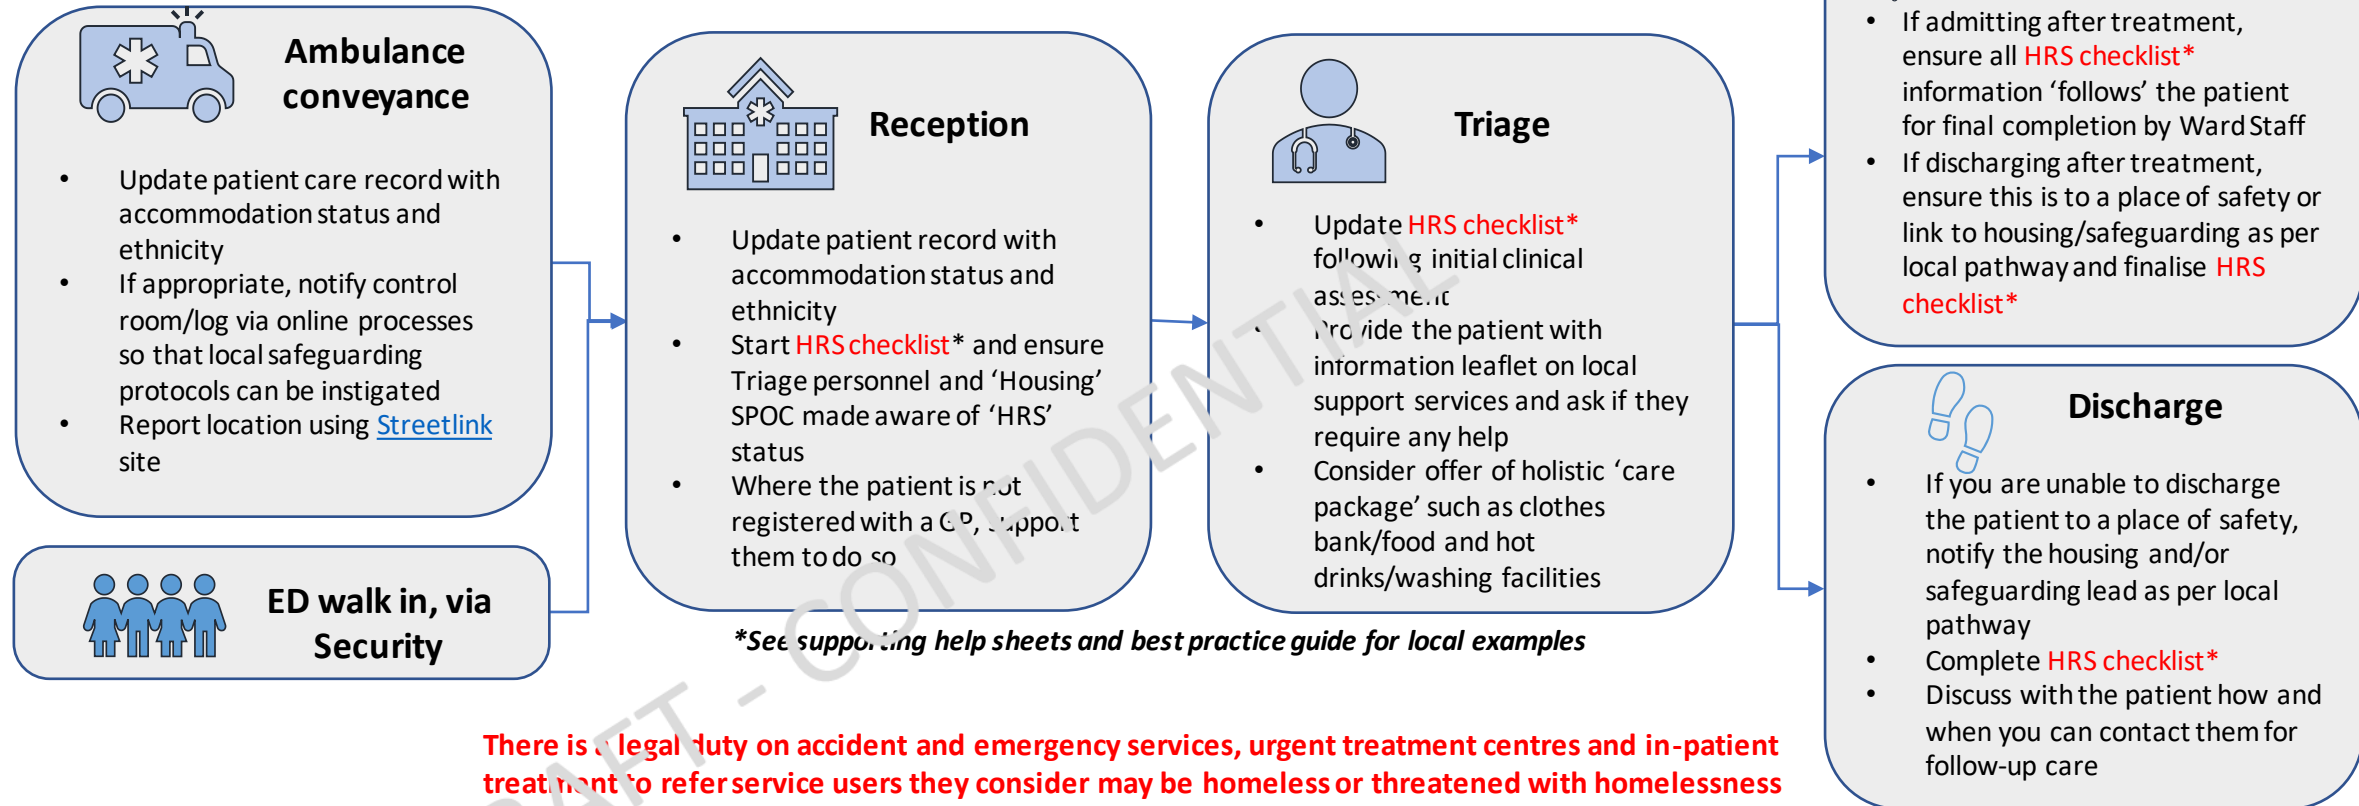 Ambulance
conveyance
• Update patient care record with
accommodation status and
ethnicity
• If appropriate, notify control
room/log via online processes
so that local safeguarding
protocols can be instigated
• Report location using Streetlink
site
ED walk in, via
Security
Reception
• Update patient record with
accommodation status and
ethnicity
• Start HRS checklist* and ensure
Triage personnel and ‘Housing’
SPOC made aware of ‘HRS’
status
• Where the patient is not
registered with a GP, support
them to do so
Triage
• Update HRS checklist*
following initial clinical
assessment
• Provide the patient with
information leaflet on local
support services and ask if they
require any help
• Consider offer of holistic ‘care
package’ such as clothes
bank/food and hot
drinks/washing facilities
• If admitting after treatment,
ensure all HRS checklist*
information ‘follows’ the patient
for final completion by Ward Staff
• If discharging after treatment,
ensure this is to a place of safety or
link to housing/safeguarding as per
local pathway and finalise HRS
checklist*
Discharge
• If you are unable to discharge
the patient to a place of safety,
notify the housing and/or
safeguarding lead as per local
pathway
• Complete HRS checklist*
• Discuss with the patient how and
when you can contact them for
follow-up care
*See supporting help sheets and best practice guide for local examples
There is a legal duty on accident and emergency services, urgent treatment centres and in-patient
treatment to refer service users they consider may be homeless or threatened with homelessness
- CONFIDENTIAL